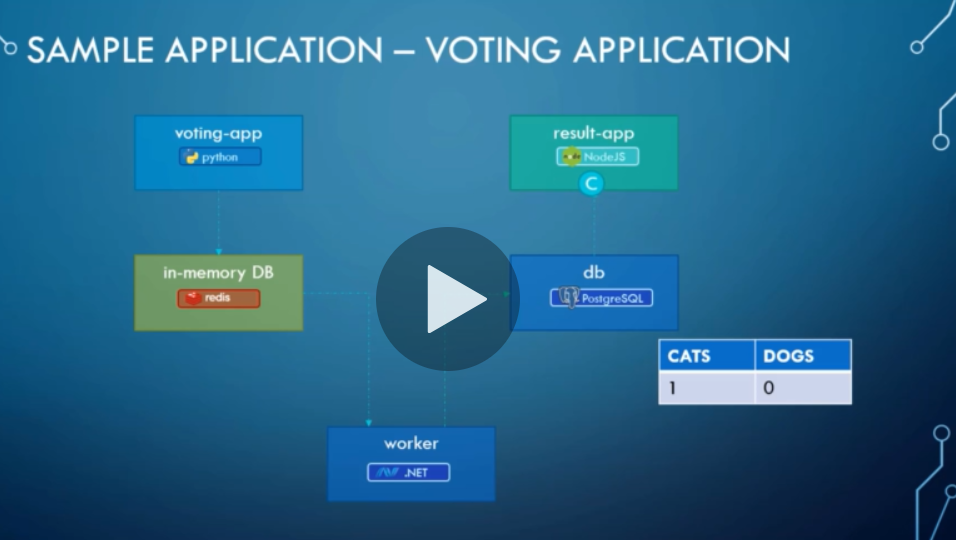 SAMPLE APPLICATION – VOTING APPLICATION
voting-app
python
result-app
node NodeJS
C
in-memory DB
redis
db
PostgreSQL
CATS DOGS
1 0
worker
.NET